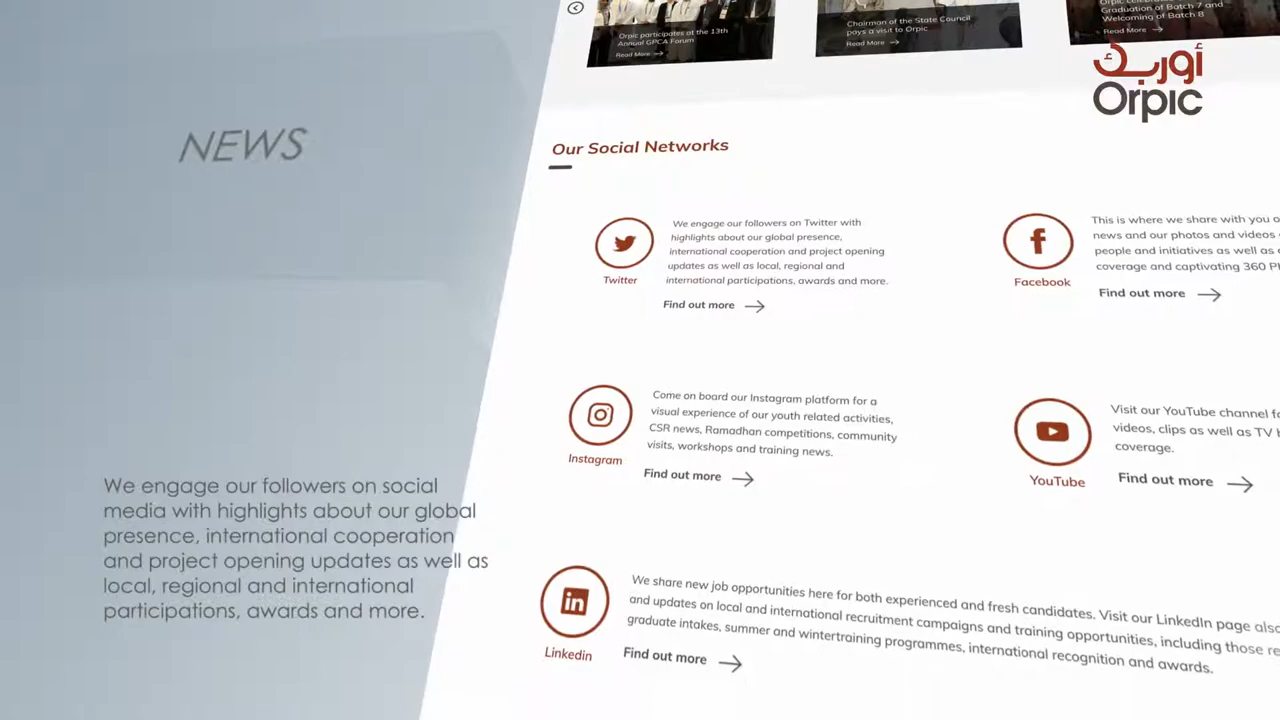 Orpic participates at the 13th
Annual GPCA Forum
Read More
Chairman of the State Council
pays a visit to Orpic
Read More
Graduation of Batch 7 and
Welcoming of Batch 8
Read More
أوربك
Orpic
NEWS
Our Social Networks
We engage our followers on Twitter with
highlights about our global presence,
international cooperation and project opening
updates as well as local, regional and
international participations, awards and more.
Twitter
Find out more
This is where we share with you o
news and our photos and videos
people and initiatives as well as
coverage and captivating 360 Ph
Facebook
Find out more
Come on board our Instagram platform for a
visual experience of our youth related activities,
CSR news, Ramadhan competitions, community
visits, workshops and training news.
Instagram
Find out more
Visit our YouTube channel fo
videos, clips as well as TV
coverage.
YouTube
Find out more
We engage our followers on social
media with highlights about our global
presence, international cooperation
and project opening updates as well as
local, regional and international
participations, awards and more.
We share new job opportunities here for both experienced and fresh candidates. Visit our LinkedIn page also
and updates on local and international recruitment campaigns and training opportunities, including those re
graduate intakes, summer and wintertraining programmes, international recognition and awards.
Linkedin
Find out more